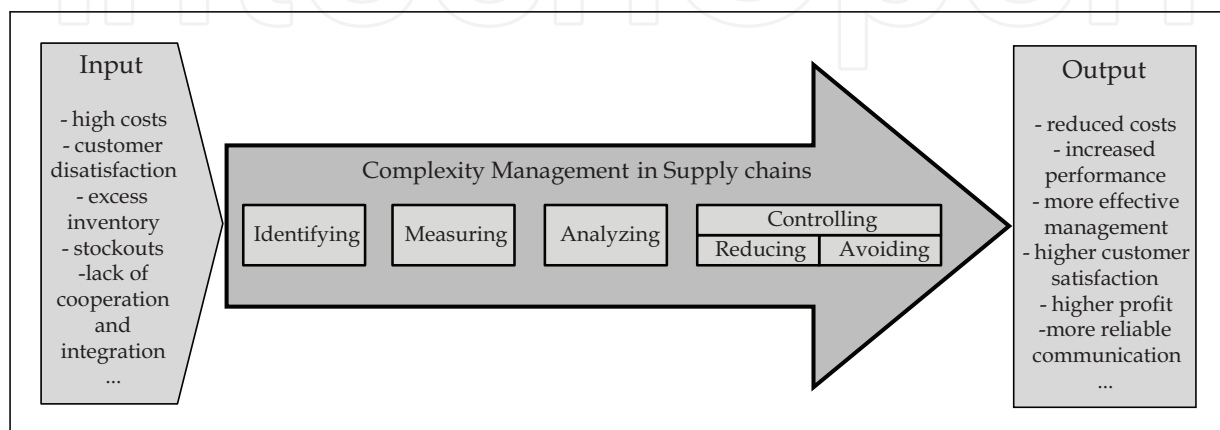 Input
- high costs
- customer
disatisfaction
- excess
inventory
- stockouts
-lack of
cooperation
and
integration
...
Complexity Management in Supply chains
Identifying
Measuring
Analyzing
Controlling
Reducing
Avoiding
Output
- reduced costs
- increased
performance
- more effective
management
- higher customer
satisfaction
- higher profit
-more reliable
communication
...